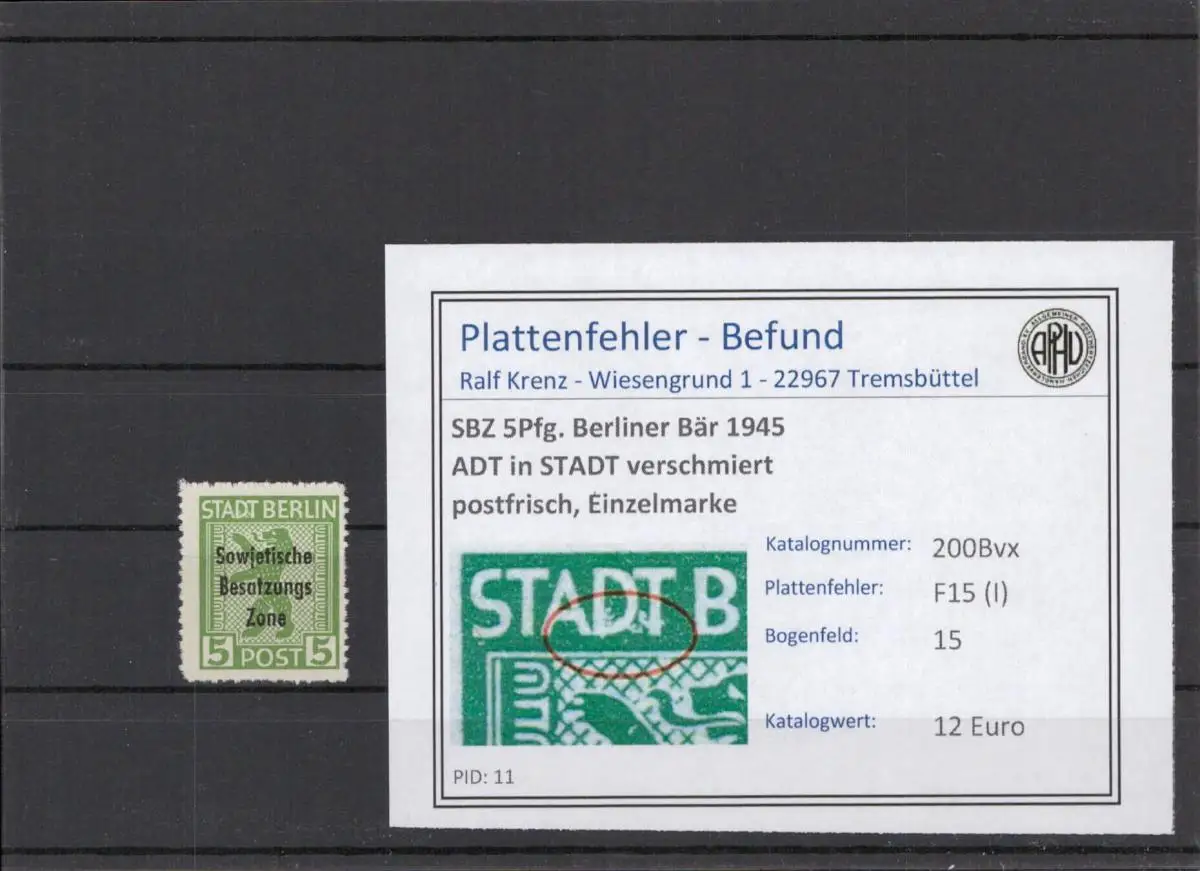 STADT BERLIN
Sowjetische
Besatzungs
Zone
5 POST 5
Plattenfehler - Befund
Ralf Krenz - Wiesengrund 1 - 22967 Tremsbüttel
APHV
SBZ 5Pfg. Berliner Bär 1945
ADT in STADT verschmiert
postfrisch, Einzelmarke
STADT B
Katalognummer: 200Bvx
Plattenfehler: F15 (I)
Bogenfeld: 15
Katalogwert: 12 Euro
PID: 11